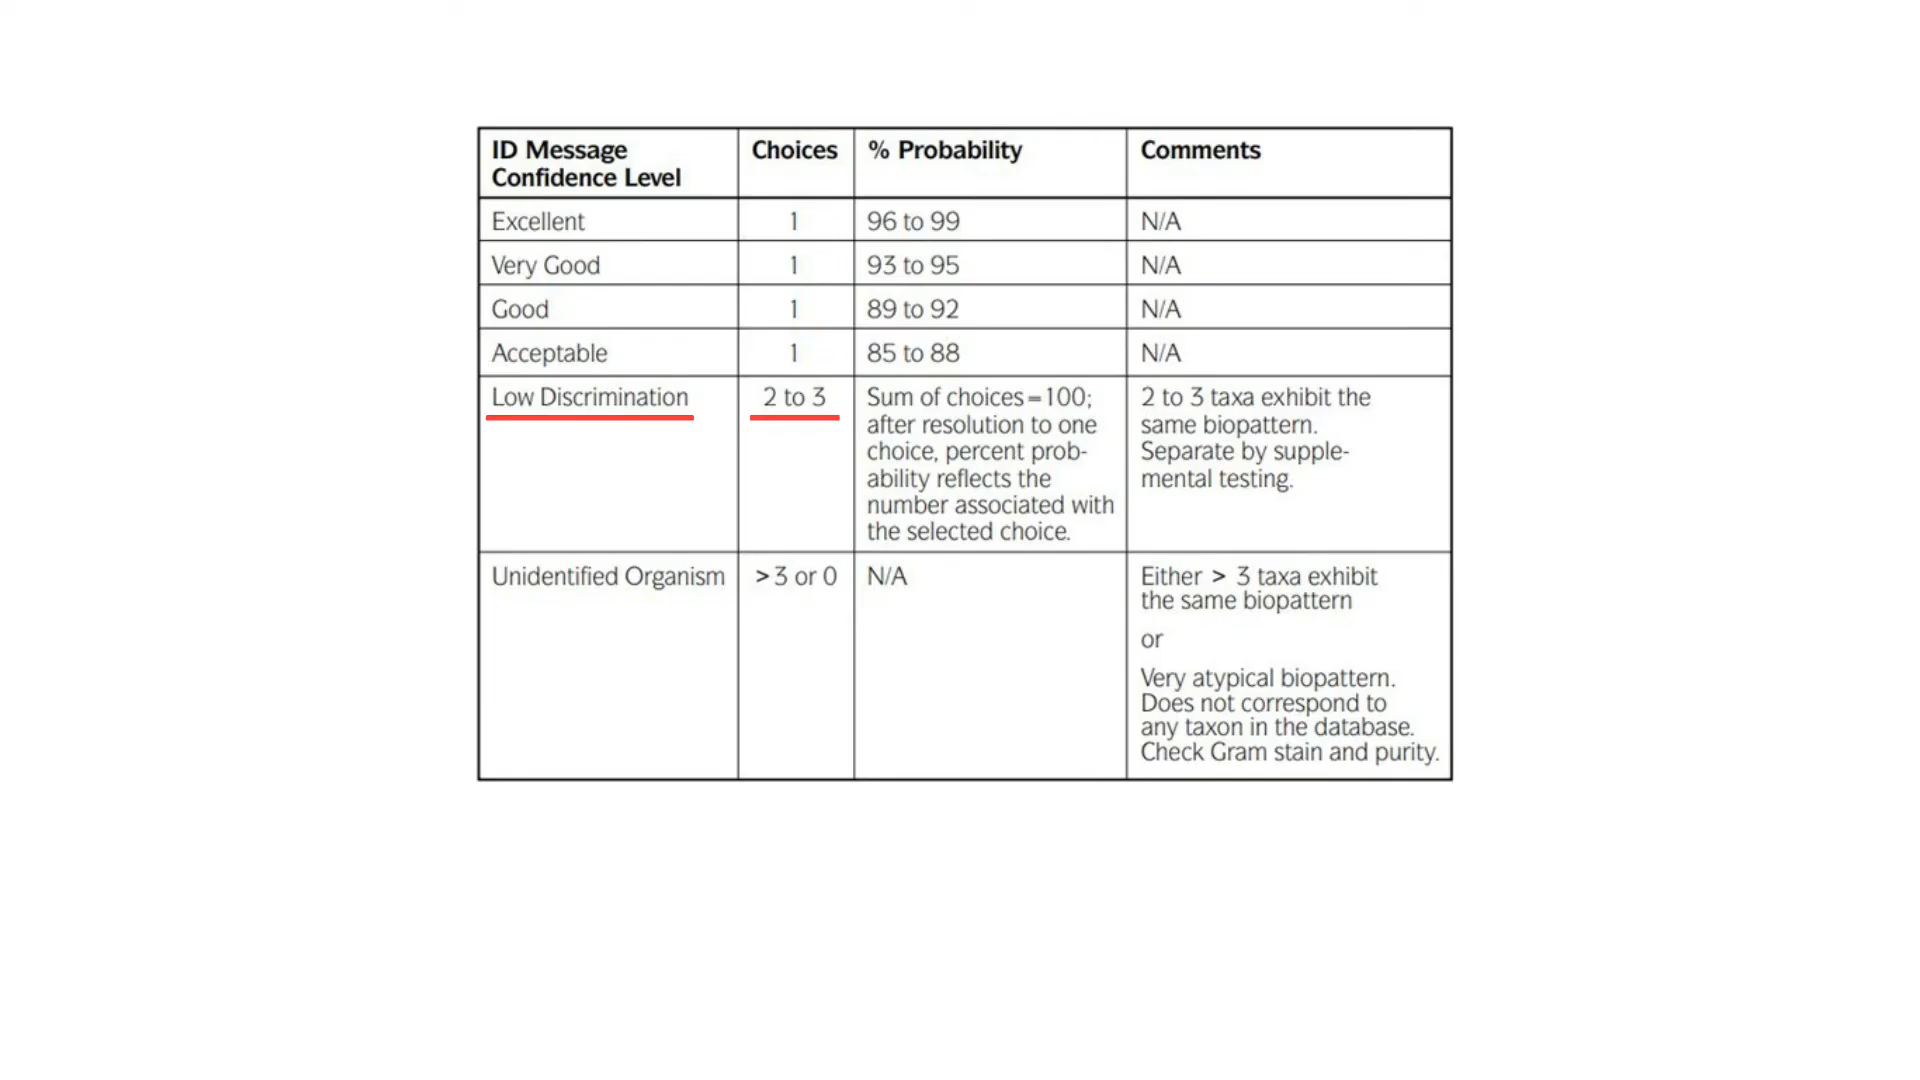 ID Message Confidence Level	Choices	% Probability	Comments
Excellent	1	96 to 99	N/A
Very Good	1	93 to 95	N/A
Good	1	89 to 92	N/A
Acceptable	1	85 to 88	N/A
Low Discrimination
2 to 3
Sum of choices=100;
after resolution to one
choice, percent prob-
ability reflects the
number associated with
the selected choice.
2 to 3 taxa exhibit the
same biopattern.
Separate by supple-
mental testing.
Unidentified Organism
> 3 or 0
N/A
Either > 3 taxa exhibit
the same biopattern
or
Very atypical biopattern.
Does not correspond to
any taxon in the database.
Check Gram stain and purity.